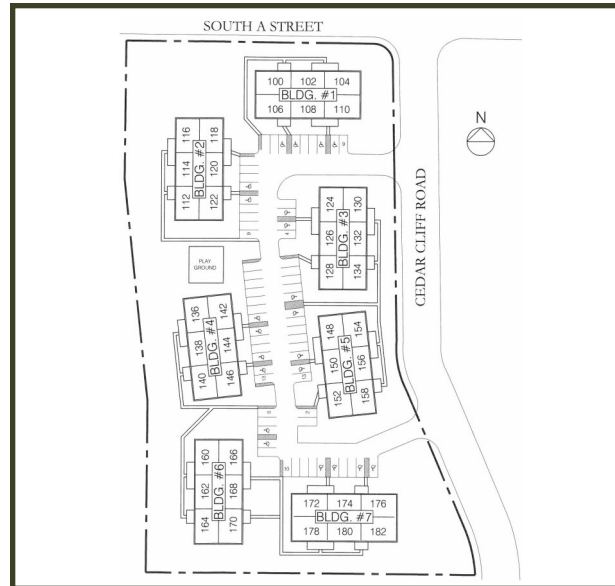 SOUTH A STREET
100 102 104
BLDG. #1
106 108 110
116 118
114 120
BLDG. #2
112 122
N
CEDAR CLIFF ROAD
124 130
126 132
BLDG. #3
128 134
PLAY
GROUND
136 142
138 144
BLDG. #4
140 146
148 154
150 156
BLDG. #5
152 158
160 166
162 168
BLDG. #6
164 170
172 174 176
BLDG. #7
178 180 182